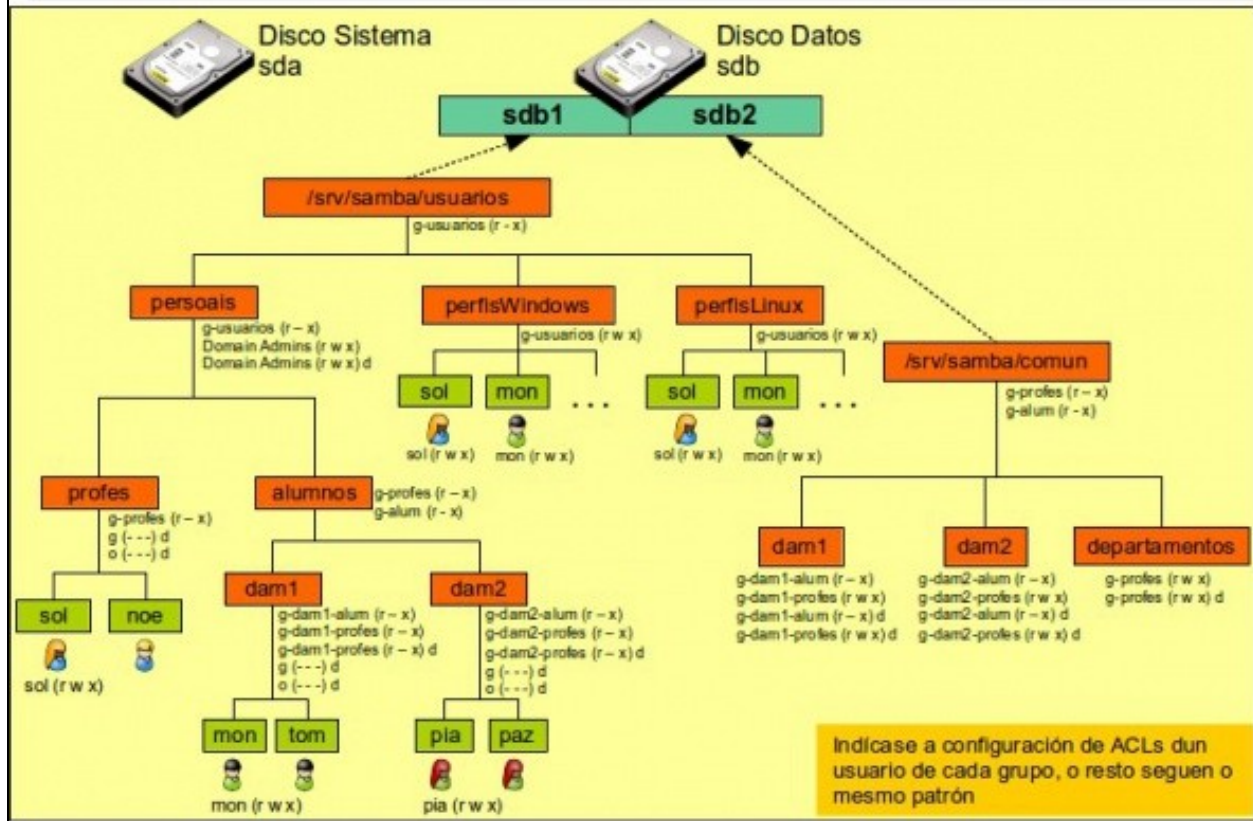 Disco Sistema
sda
Disco Datos
sdb
sdb1
sdb2
/srv/samba/usuarios
g-usuarios (r - x)
persoais
g-usuarios (r – x)
Domain Admins (r w x)
Domain Admins (r w x) d
perfisWindows
g-usuarios (r w x)
sol
mon
. . .
sol (r w x)
mon (r w x)
perfisLinux
g-usuarios (r w x)
sol
mon
. . .
sol (r w x)
mon (r w x)
/srv/samba/comun
g-profes (r – x)
g-alum (r - x)
profes
g-profes (r – x)
g (- - -) d
o (- - -) d
sol
noe
sol (r w x)
alumnos
g-profes (r – x)
g-alum (r - x)
dam1
g-dam1-alum (r – x)
g-dam1-profes (r – x)
g-dam1-profes (r – x) d
g (- - -) d
o (- - -) d
mon
tom
mon (r w x)
dam2
g-dam2-alum (r – x)
g-dam2-profes (r – x)
g-dam2-profes (r – x) d
g (- - -) d
o (- - -) d
pia
paz
pia (r w x)
dam1
g-dam1-alum (r – x)
g-dam1-profes (r w x)
g-dam1-alum (r – x) d
g-dam1-profes (r w x) d
dam2
g-dam2-alum (r – x)
g-dam2-profes (r w x)
g-dam2-alum (r – x) d
g-dam2-profes (r w x) d
departamentos
g-profes (r w x)
g-profes (r w x) d
Indícase a configuración de ACLs dun
usuario de cada grupo, o resto seguen o
mesmo patrón